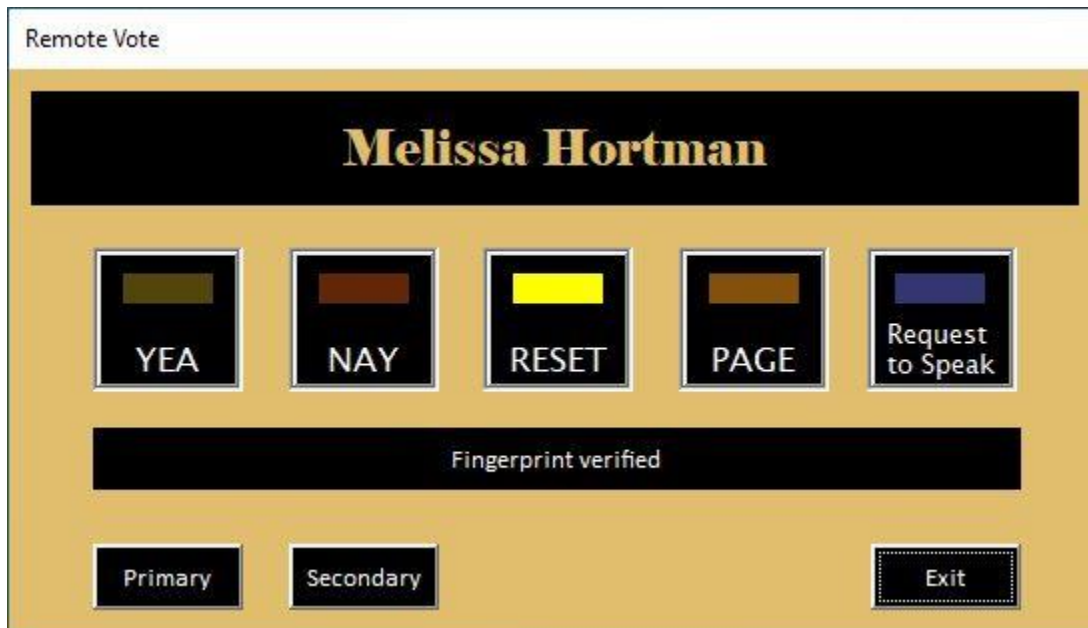 Remote Vote
Melissa Hortman
YEA
NAY
RESET
PAGE
Request
to Speak
Fingerprint verified
Primary
Secondary
Exit